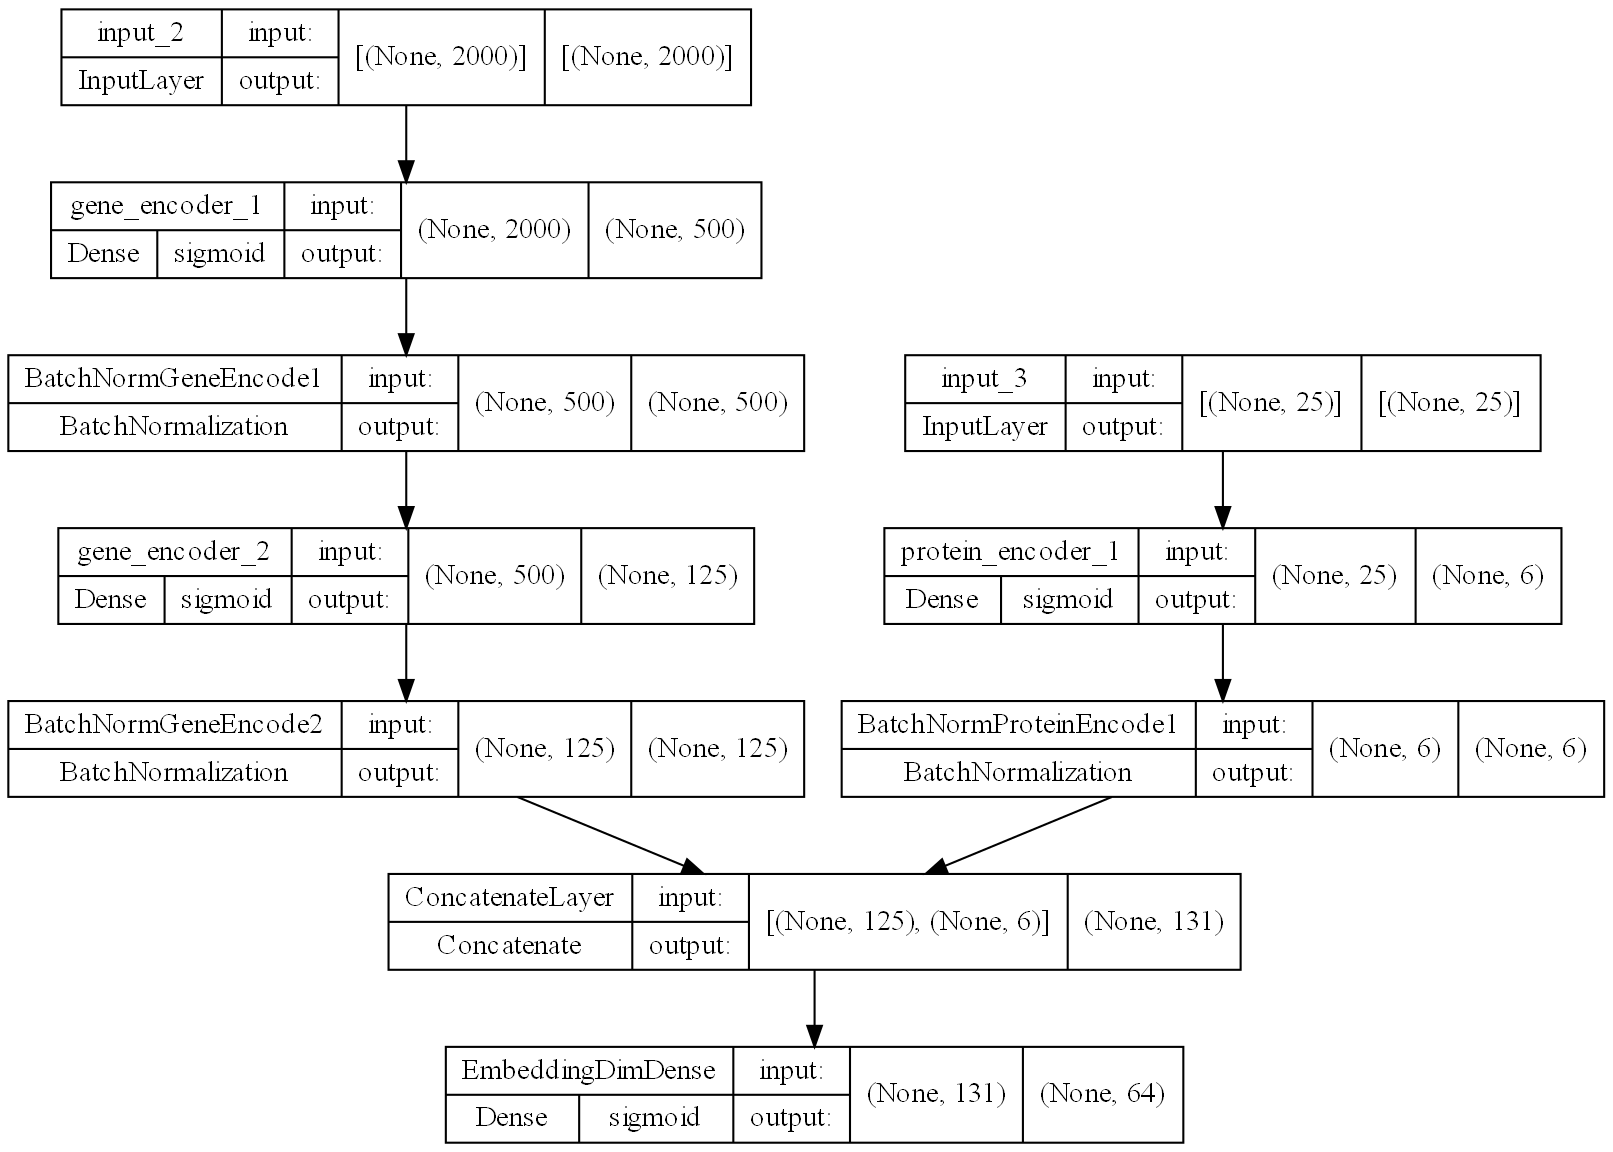 input_2 input: [(None, 2000)] [(None, 2000)]
InputLayer output:
gene_encoder_1 input: (None, 2000) (None, 500)
Dense sigmoid output:
BatchNormGeneEncode1 input: (None, 500) (None, 500)
BatchNormalization output:
input_3 input: [(None, 25)] [(None, 25)]
InputLayer output:
gene_encoder_2 input: (None, 500) (None, 125)
Dense sigmoid output:
protein_encoder_1 input: (None, 25) (None, 6)
Dense sigmoid output:
BatchNormGeneEncode2 input: (None, 125) (None, 125)
BatchNormalization output:
BatchNormProteinEncode1 input: (None, 6) (None, 6)
BatchNormalization output:
ConcatenateLayer input: [(None, 125), (None, 6)] (None, 131)
Concatenate output:
EmbeddingDimDense input: (None, 131) (None, 64)
Dense sigmoid output: